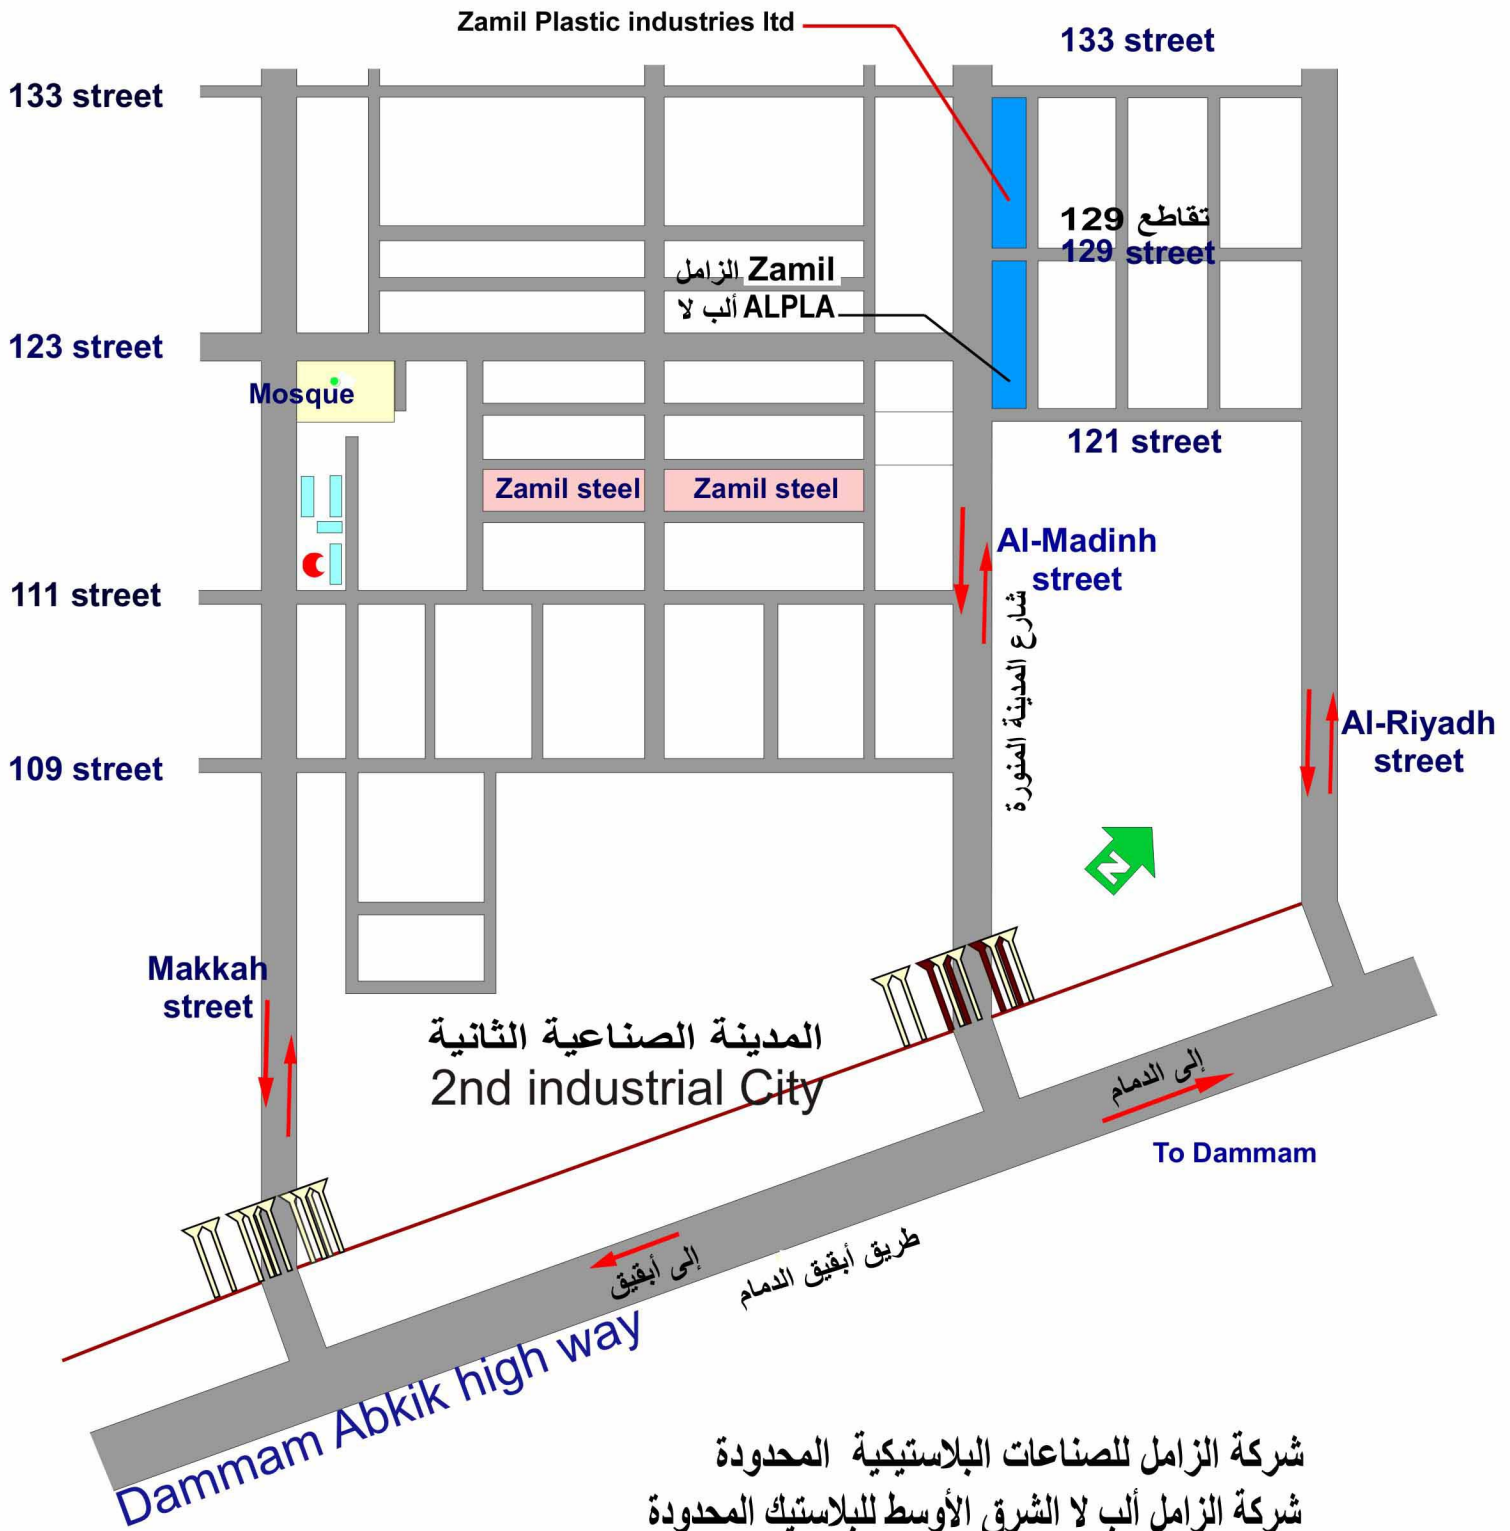 Zamil Plastic industries ltd
133 street
133 street
تقاطع 129
129 street
الزامل Zamil
ألب لا ALPLA
123 street
Mosque
121 street
Zamil steel
Zamil steel
Al-Madinh
street
شارع المدينة المنورة
111 street
Al-Riyadh
street
109 street
N
Makkah
street
المدينة الصناعية الثانية
2nd industrial City
إلى الدمام
To Dammam
إلى أبقيق
طريق أبقيق الدمام
Dammam Abkik high way
شركة الزامل للصناعات البلاستيكية المحدودة
شركة الزامل ألب لا الشرق الأوسط للبلاستيك المحدودة